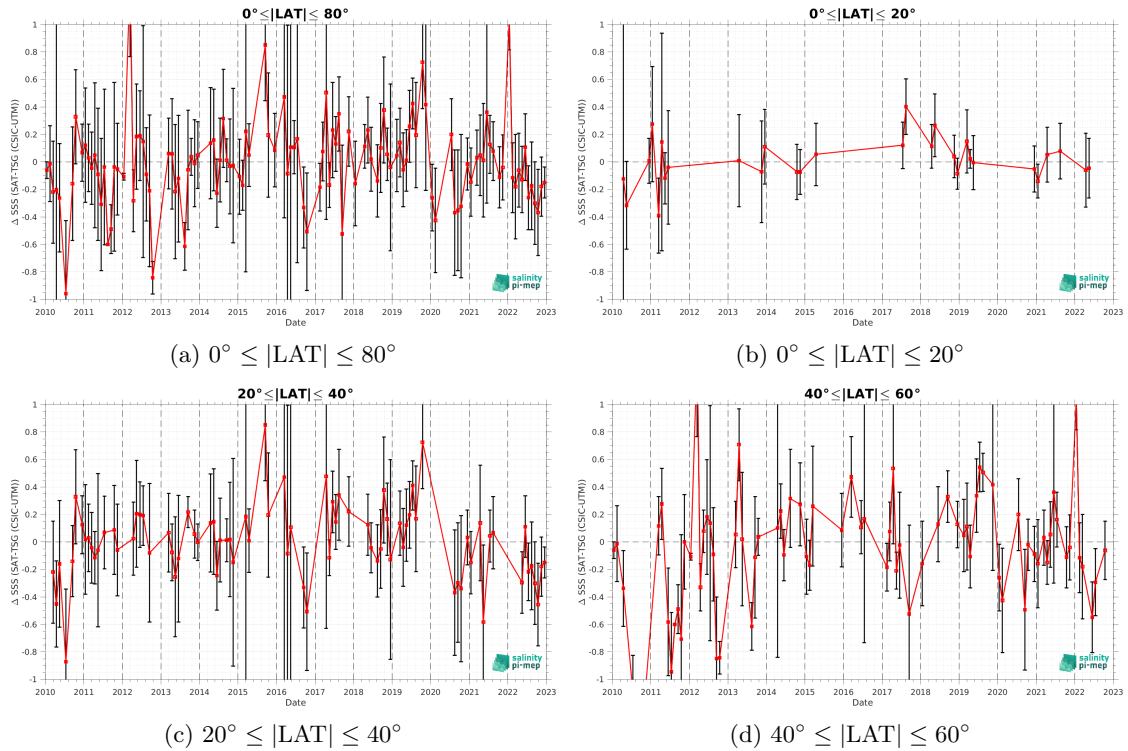 0°≤|LAT|≤ 80°
Δ SSS (SAT-TSG (CSIC-UTM))
1
0.8
0.6
0.4
0.2
0
-0.2
-0.4
-0.6
-0.8
-1
2010 2011 2012 2013 2014 2015 2016 2017 2018 2019 2020 2021 2022 2023
Date
salinity
pi-mep
(a) 0° ≤ |LAT| ≤ 80°
0°≤|LAT|≤ 20°
Δ SSS (SAT-TSG (CSIC-UTM))
1
0.8
0.6
0.4
0.2
0
-0.2
-0.4
-0.6
-0.8
-1
2010 2011 2012 2013 2014 2015 2016 2017 2018 2019 2020 2021 2022 2023
Date
salinity
pi-mep
(b) 0° ≤ |LAT| ≤ 20°
20°≤|LAT|≤ 40°
Δ SSS (SAT-TSG (CSIC-UTM))
1
0.8
0.6
0.4
0.2
0
-0.2
-0.4
-0.6
-0.8
-1
2010 2011 2012 2013 2014 2015 2016 2017 2018 2019 2020 2021 2022 2023
Date
salinity
pi-mep
(c) 20° ≤ |LAT| ≤ 40°
40°≤|LAT|≤ 60°
Δ SSS (SAT-TSG (CSIC-UTM))
1
0.8
0.6
0.4
0.2
0
-0.2
-0.4
-0.6
-0.8
-1
2010 2011 2012 2013 2014 2015 2016 2017 2018 2019 2020 2021 2022 2023
Date
salinity
pi-mep
(d) 40° ≤ |LAT| ≤ 60°